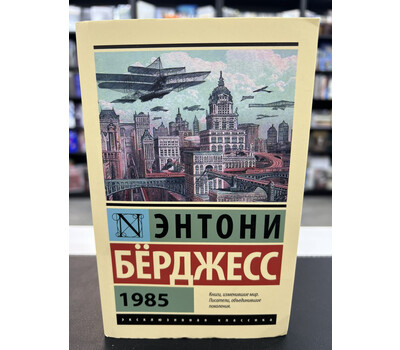 N
ЭНТОНИ
БЁРДЖЕСС
1985
Книги, изменившие мир.
Писатели, объединившие
поколения.
ЭКСКЛЮЗИВНАЯ КЛАССИКА